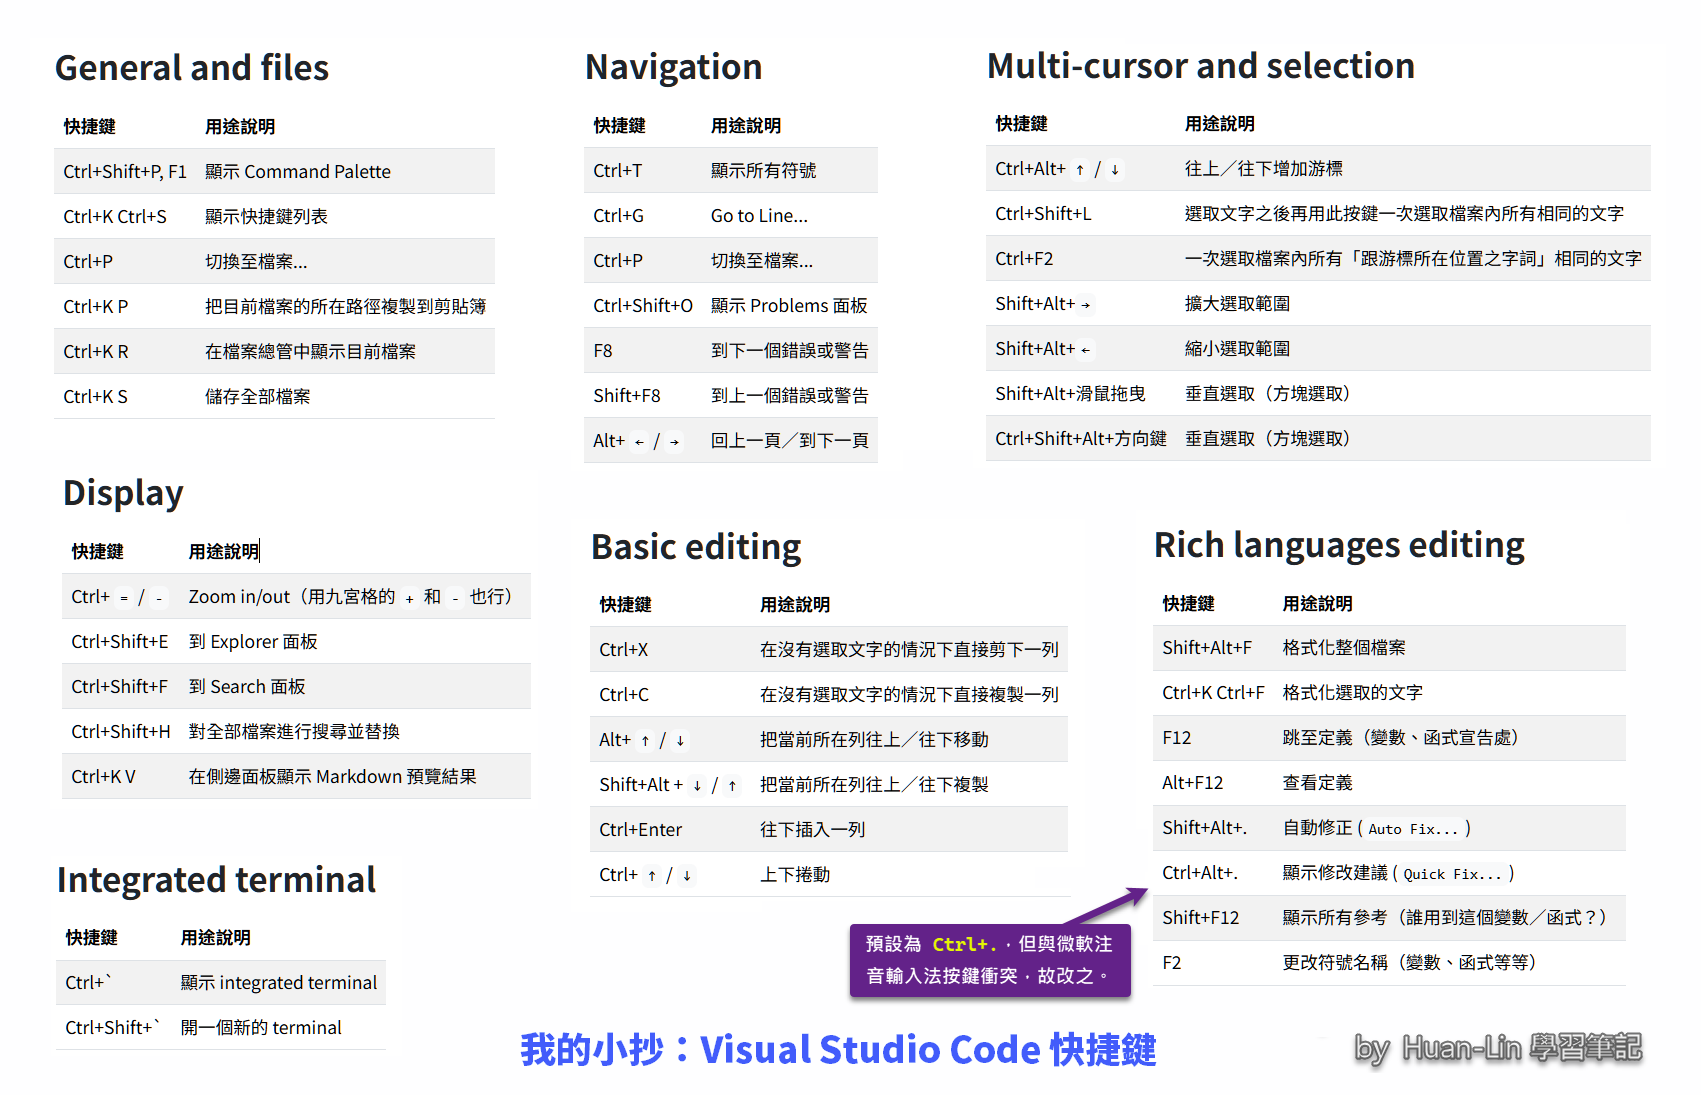 General and files
快捷鍵 用途說明
Ctrl+Shift+P, F1 顯示 Command Palette
Ctrl+K Ctrl+S 顯示快捷鍵列表
Ctrl+P 切換至檔案...
Ctrl+K P 把目前檔案的所在路徑複製到剪貼簿
Ctrl+K R 在檔案總管中顯示目前檔案
Ctrl+K S 儲存全部檔案
Navigation
快捷鍵 用途說明
Ctrl+T 顯示所有符號
Ctrl+G Go to Line...
Ctrl+P 切換至檔案...
Ctrl+Shift+O 顯示 Problems 面板
F8 到下一個錯誤或警告
Shift+F8 到上一個錯誤或警告
Alt+ ← / → 回上一頁／到下一頁
Multi-cursor and selection
快捷鍵 用途說明
Ctrl+Alt+ ↑ / ↓ 往上／往下增加游標
Ctrl+Shift+L 選取文字之後再用此按鍵一次選取檔案內所有相同的文字
Ctrl+F2 一次選取檔案內所有「跟游標所在位置之字詞」相同的文字
Shift+Alt+ → 擴大選取範圍
Shift+Alt+ ← 縮小選取範圍
Shift+Alt+滑鼠拖曳 垂直選取（方塊選取）
Ctrl+Shift+Alt+方向鍵 垂直選取（方塊選取）
Display
快捷鍵 用途說明
Ctrl+ = / - Zoom in/out（用九宮格的 + 和 - 也行）
Ctrl+Shift+E 到 Explorer 面板
Ctrl+Shift+F 到 Search 面板
Ctrl+Shift+H 對全部檔案進行搜尋並替換
Ctrl+K V 在側邊面板顯示 Markdown 預覽結果
Basic editing
快捷鍵 用途說明
Ctrl+X 在沒有選取文字的情況下直接剪下一列
Ctrl+C 在沒有選取文字的情況下直接複製一列
Alt+ ↑ / ↓ 把當前所在列往上／往下移動
Shift+Alt + ↓ / ↑ 把當前所在列往上／往下複製
Ctrl+Enter 往下插入一列
Ctrl+ ↑ / ↓ 上下捲動
Rich languages editing
快捷鍵 用途說明
Shift+Alt+F 格式化整個檔案
Ctrl+K Ctrl+F 格式化選取的文字
F12 跳至定義（變數、函式宣告處）
Alt+F12 查看定義
Shift+Alt+. 自動修正 ( Auto Fix... )
Ctrl+Alt+. 顯示修改建議 ( Quick Fix... )
Shift+F12 顯示所有參考（誰用到這個變數／函式？）
F2 更改符號名稱（變數、函式等等）
預設為 Ctrl+.，但與微軟注
音輸入法按鍵衝突，故改之。
Integrated terminal
快捷鍵 用途說明
Ctrl+` 顯示 integrated terminal
Ctrl+Shift+` 開一個新的 terminal
我的小抄：Visual Studio Code 快捷鍵
by Huan-Lin 學習筆記